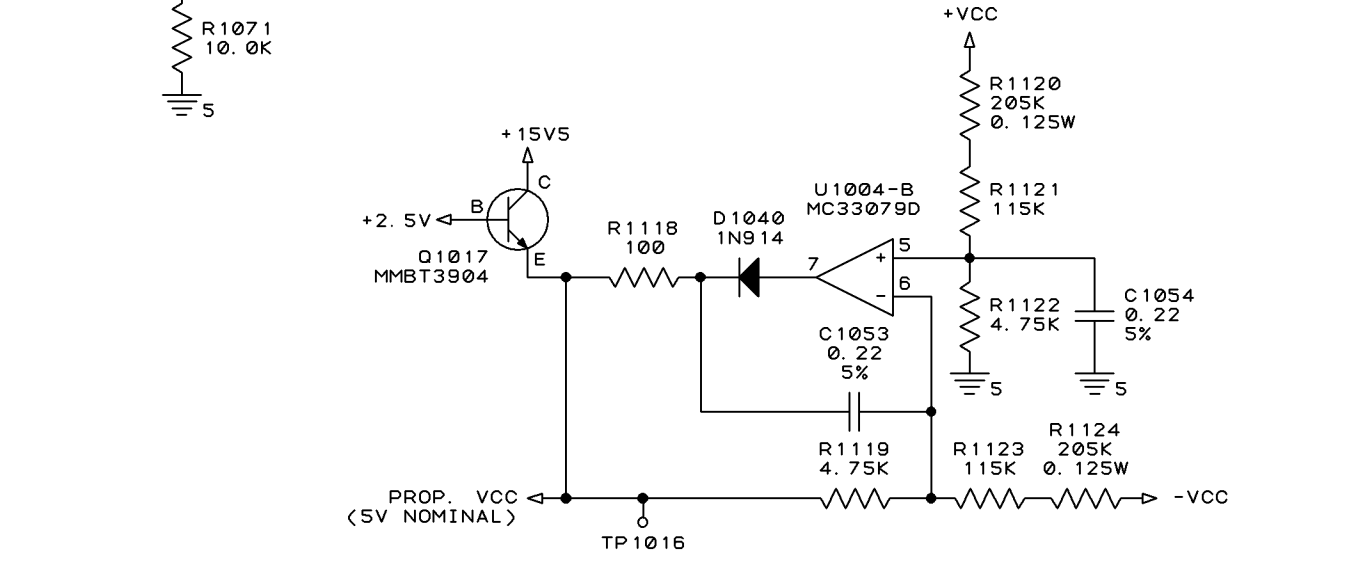 R1071
10.0K
5
+VCC
R1120
205K
0.125W
+15V5
C
B
+2.5V
E
Q1017
MMBT3904
R1118
100
D1040
1N914
U1004-B
MC33079D
7
5
+
6
-
R1121
115K
R1122
4.75K
5
C1054
0.22
5%
5
C1053
0.22
5%
R1119
4.75K
R1123
115K
R1124
205K
0.125W
-VCC
PROP. VCC
(5V NOMINAL)
TP1016